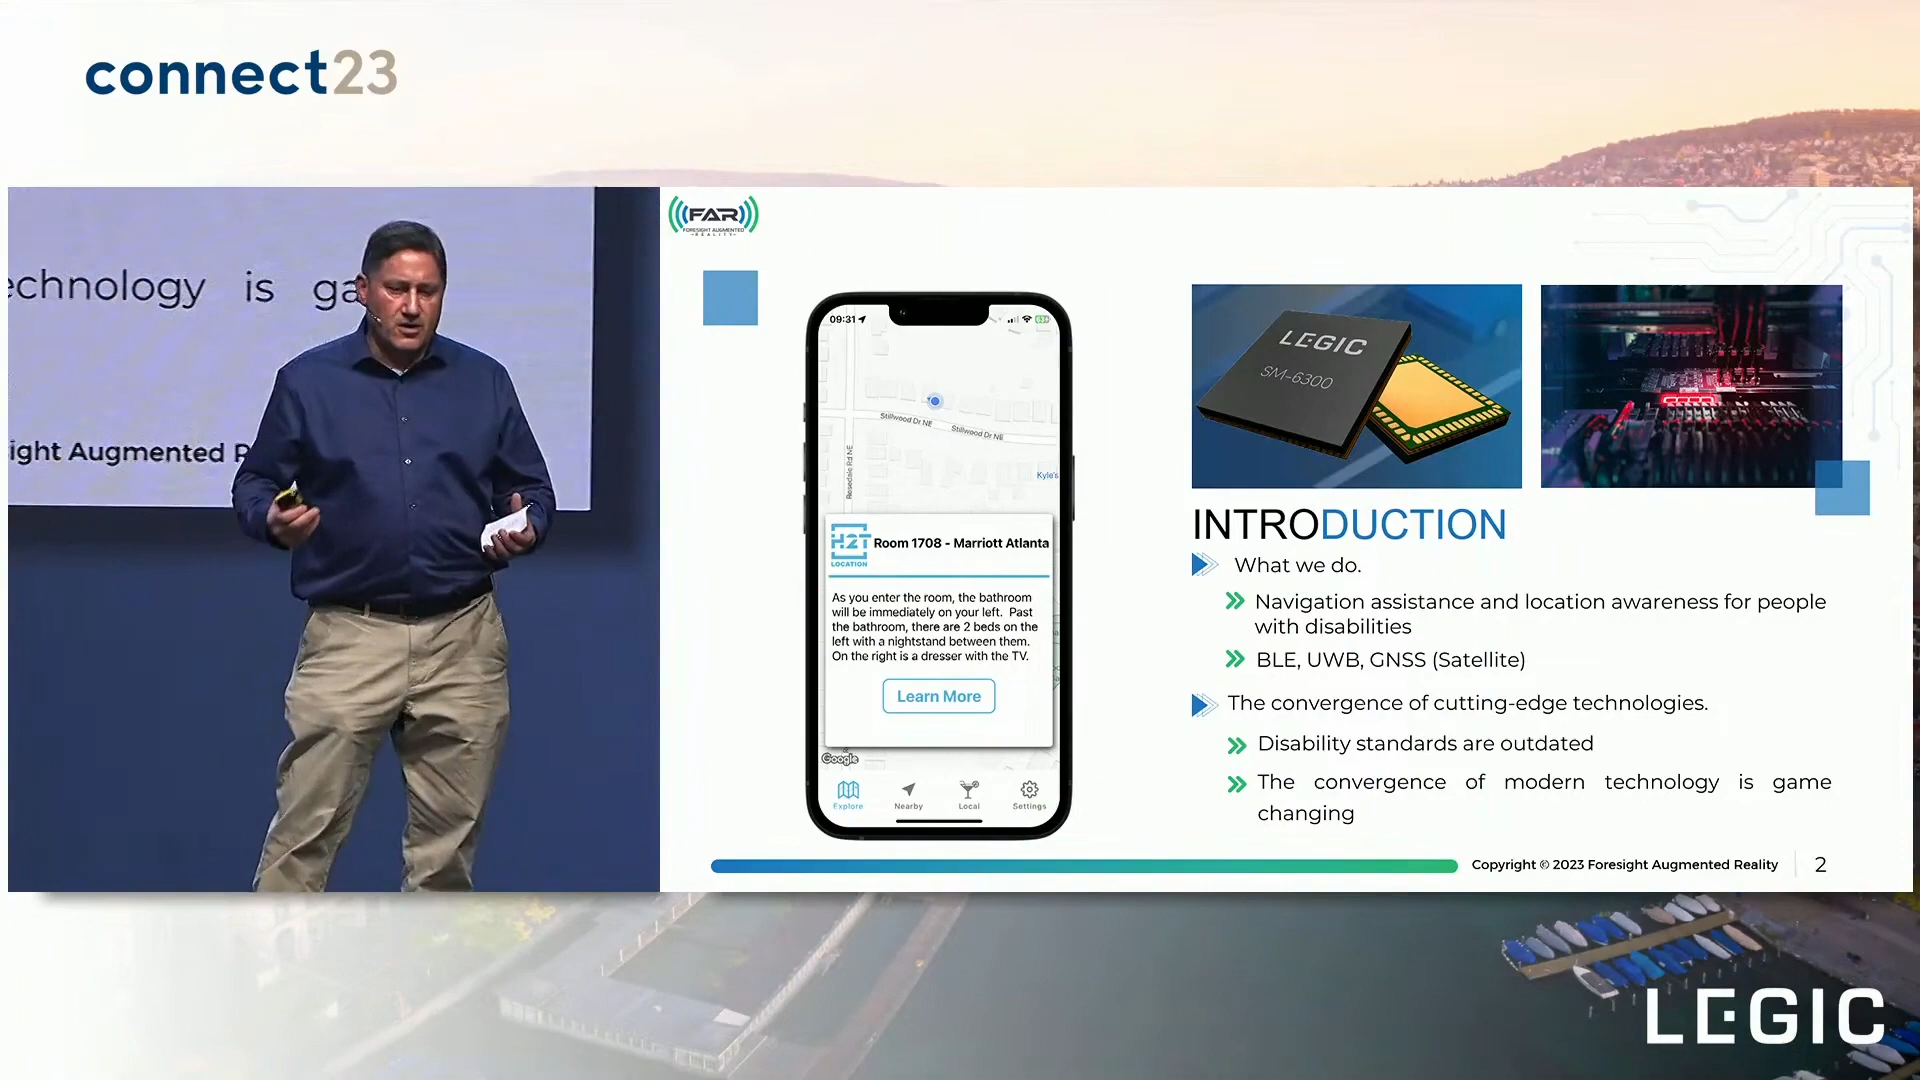 connect23
echnology is ga
ight Augmented R
FAR
FORESIGHT AUGMENTED
-REALITY-
09:31
Stillwood Dr NE
Stillwood Dr NE
Rosedale Rd NE
Kyle's
H2T
LOCATION
Room 1708 - Marriott Atlanta
As you enter the room, the bathroom
will be immediately on your left. Past
the bathroom, there are 2 beds on the
left with a nightstand between them.
On the right is a dresser with the TV.
Learn More
Google
Explore
Nearby
Local
Settings
LEGIC
SM-6300
INTRODUCTION
What we do.
Navigation assistance and location awareness for people
with disabilities
BLE, UWB, GNSS (Satellite)
The convergence of cutting-edge technologies.
Disability standards are outdated
The convergence of modern technology is game
changing
Copyright © 2023 Foresight Augmented Reality
2
LEGIC